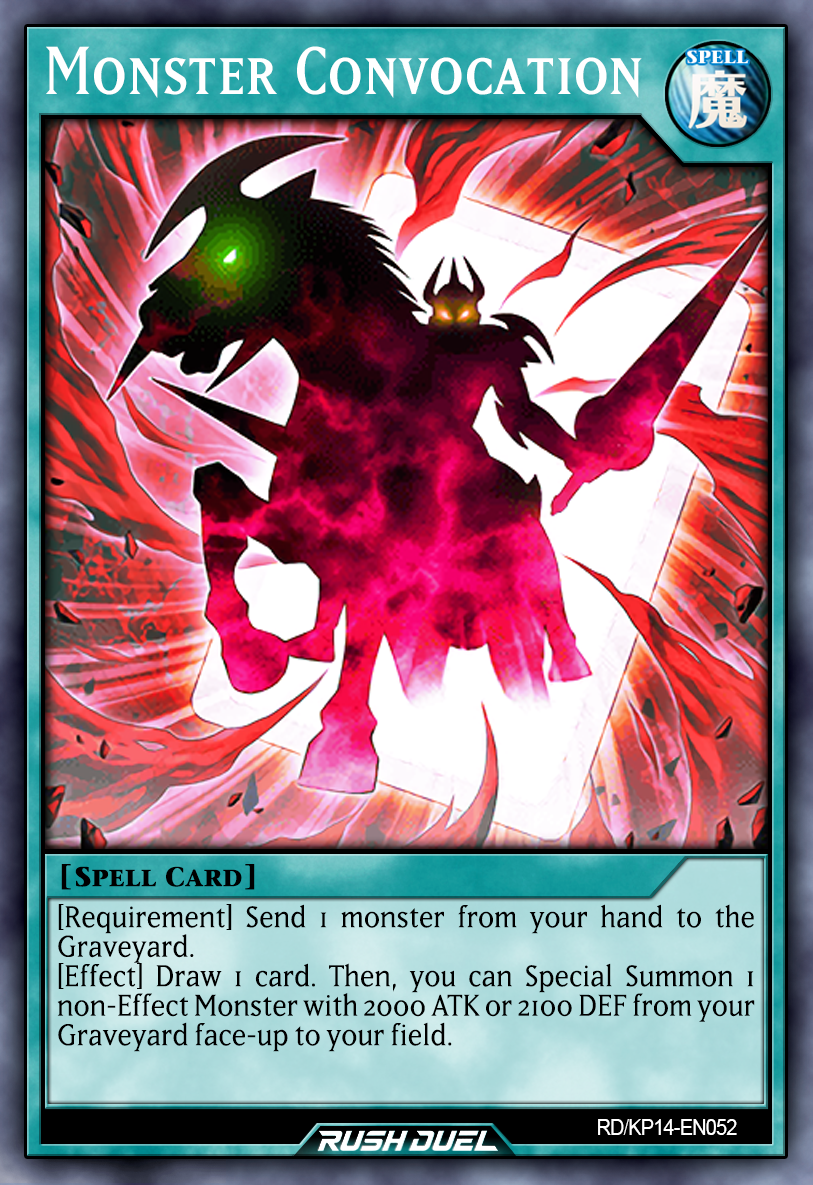 Monster Convocation
SPELL
魔
[Spell Card]
[Requirement] Send 1 monster from your hand to the
Graveyard.
[Effect] Draw 1 card. Then, you can Special Summon 1
non-Effect Monster with 2000 ATK or 2100 DEF from your
Graveyard face-up to your field.
RD/KP14-EN052
RUSH DUEL